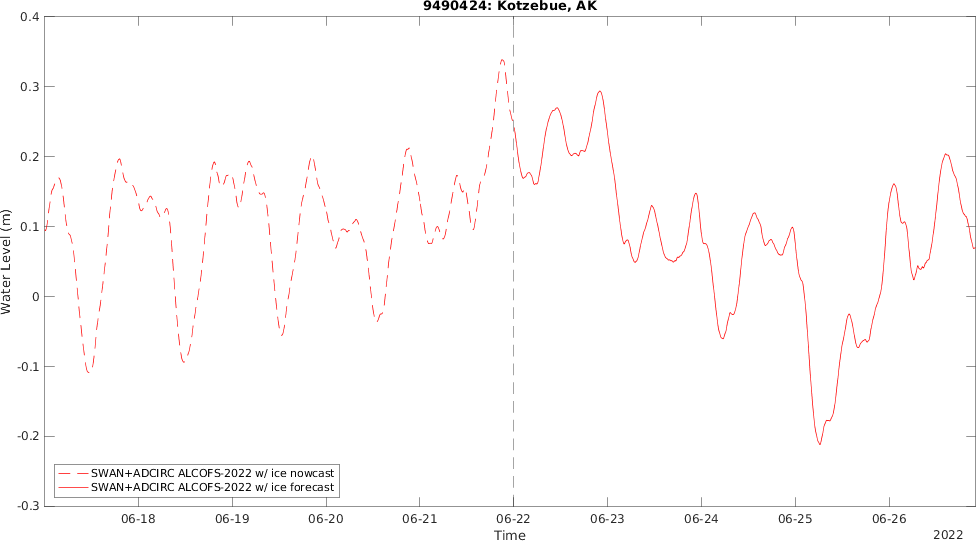 9490424: Kotzebue, AK
Water Level (m)
0.4
0.3
0.2
0.1
0
-0.1
-0.2
-0.3
SWAN+ADCIRC ALCOFS-2022 w/ ice nowcast
SWAN+ADCIRC ALCOFS-2022 w/ ice forecast
06-18 06-19 06-20 06-21 06-22 06-23 06-24 06-25 06-26
Time
2022